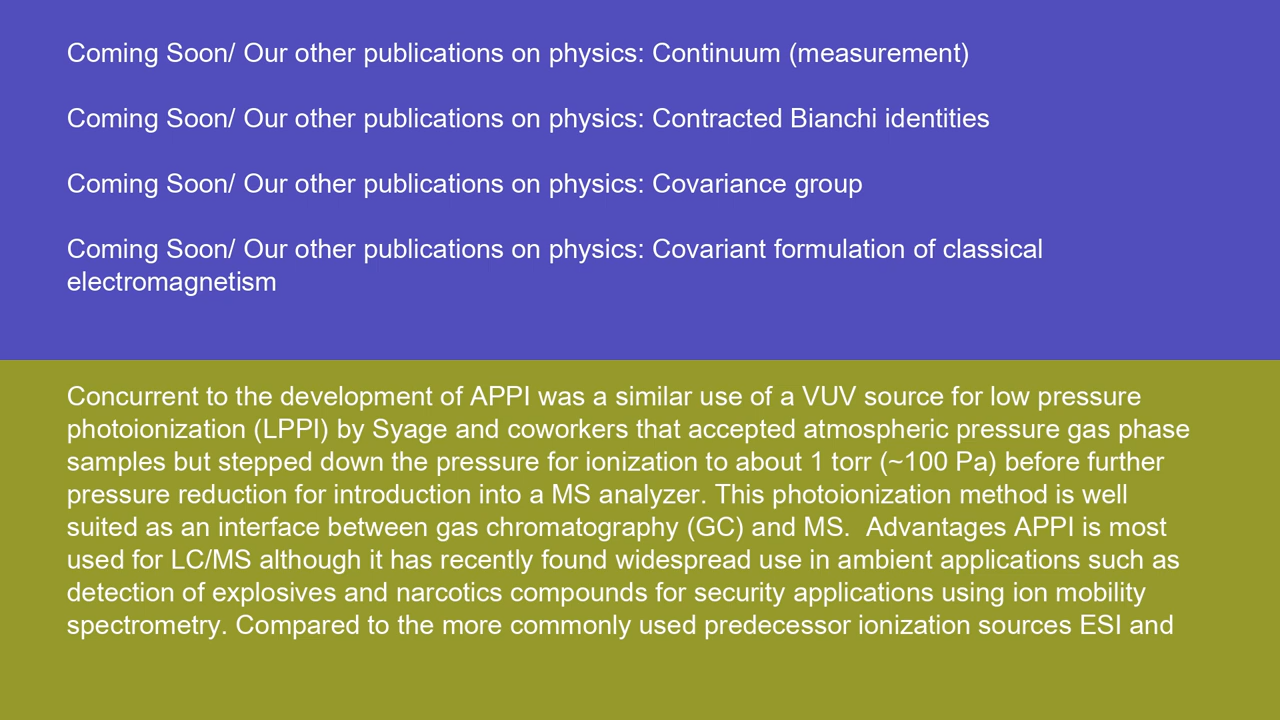 Coming Soon/ Our other publications on physics: Continuum (measurement)
Coming Soon/ Our other publications on physics: Contracted Bianchi identities
Coming Soon/ Our other publications on physics: Covariance group
Coming Soon/ Our other publications on physics: Covariant formulation of classical
electromagnetism
Concurrent to the development of APPI was a similar use of a VUV source for low pressure
photoionization (LPPI) by Syage and coworkers that accepted atmospheric pressure gas phase
samples but stepped down the pressure for ionization to about 1 torr (~100 Pa) before further
pressure reduction for introduction into a MS analyzer. This photoionization method is well
suited as an interface between gas chromatography (GC) and MS.  Advantages APPI is most
used for LC/MS although it has recently found widespread use in ambient applications such as
detection of explosives and narcotics compounds for security applications using ion mobility
spectrometry. Compared to the more commonly used predecessor ionization sources ESI and